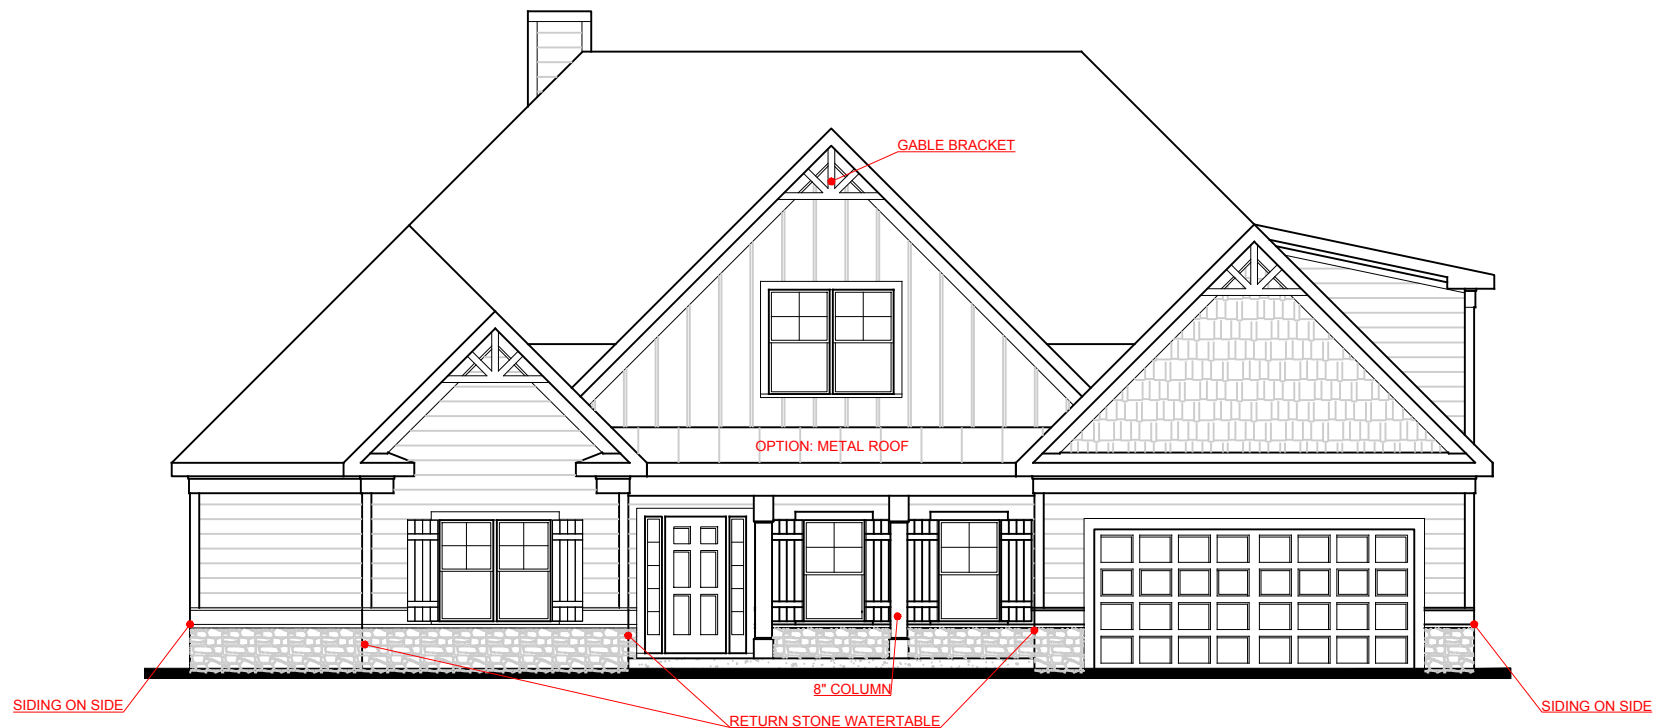 GABLE BRACKET
OPTION: METAL ROOF
8" COLUMN
SIDING ON SIDE
SIDING ON SIDE
RETURN STONE WATERTABLE